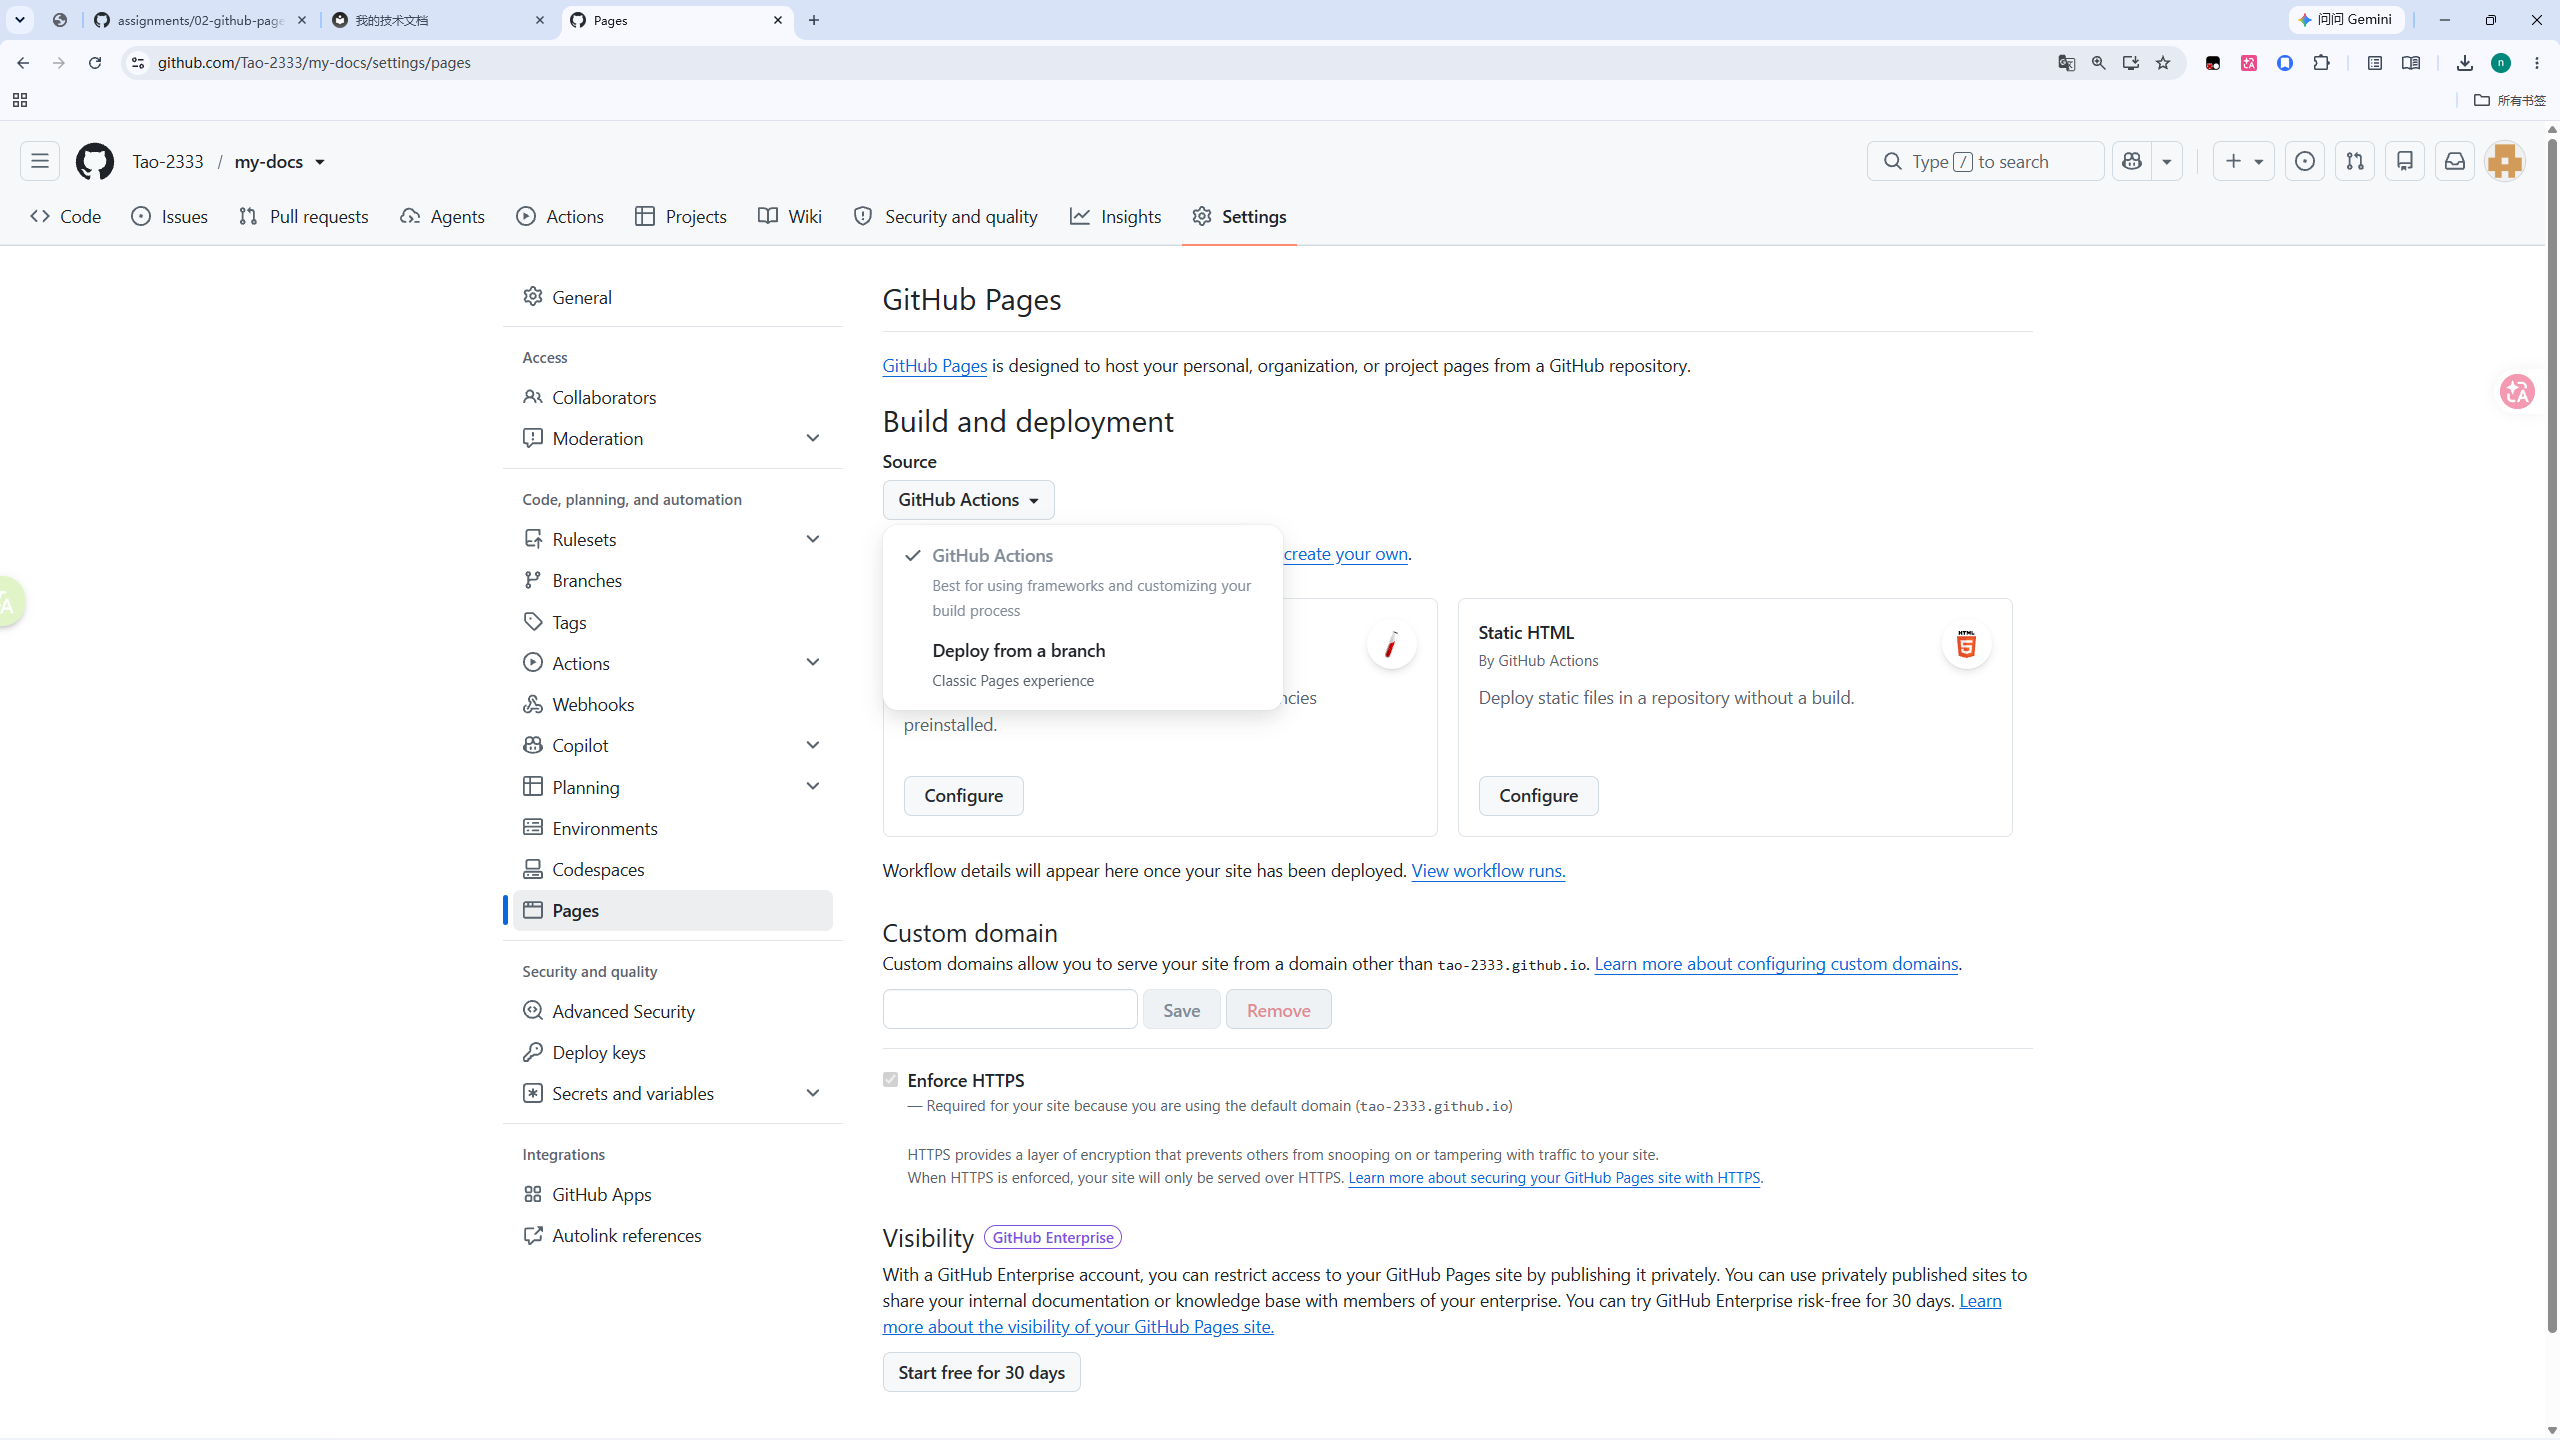 assignments/02-github-page
我的技术文档
Pages
问问 Gemini
github.com/Tao-2333/my-docs/settings/pages
n
所有书签
Tao-2333 / my-docs
Type / to search
Code
Issues
Pull requests
Agents
Actions
Projects
Wiki
Security and quality
Insights
Settings
General
Access
Collaborators
Moderation
Code, planning, and automation
Rulesets
Branches
Tags
Actions
Webhooks
Copilot
Planning
Environments
Codespaces
Pages
Security and quality
Advanced Security
Deploy keys
Secrets and variables
Integrations
GitHub Apps
Autolink references
GitHub Pages
GitHub Pages is designed to host your personal, organization, or project pages from a GitHub repository.
Build and deployment
Source
GitHub Actions
create your own.
GitHub Actions
Best for using frameworks and customizing your
build process
Deploy from a branch
Classic Pages experience
preinstalled.
Configure
Static HTML
By GitHub Actions
Deploy static files in a repository without a build.
HTML
Configure
Workflow details will appear here once your site has been deployed. View workflow runs.
Custom domain
Custom domains allow you to serve your site from a domain other than tao-2333.github.io. Learn more about configuring custom domains.
Save
Remove
Enforce HTTPS
— Required for your site because you are using the default domain (tao-2333.github.io)
HTTPS provides a layer of encryption that prevents others from snooping on or tampering with traffic to your site.
When HTTPS is enforced, your site will only be served over HTTPS. Learn more about securing your GitHub Pages site with HTTPS.
Visibility GitHub Enterprise
With a GitHub Enterprise account, you can restrict access to your GitHub Pages site by publishing it privately. You can use privately published sites to
share your internal documentation or knowledge base with members of your enterprise. You can try GitHub Enterprise risk-free for 30 days. Learn
more about the visibility of your GitHub Pages site.
Start free for 30 days